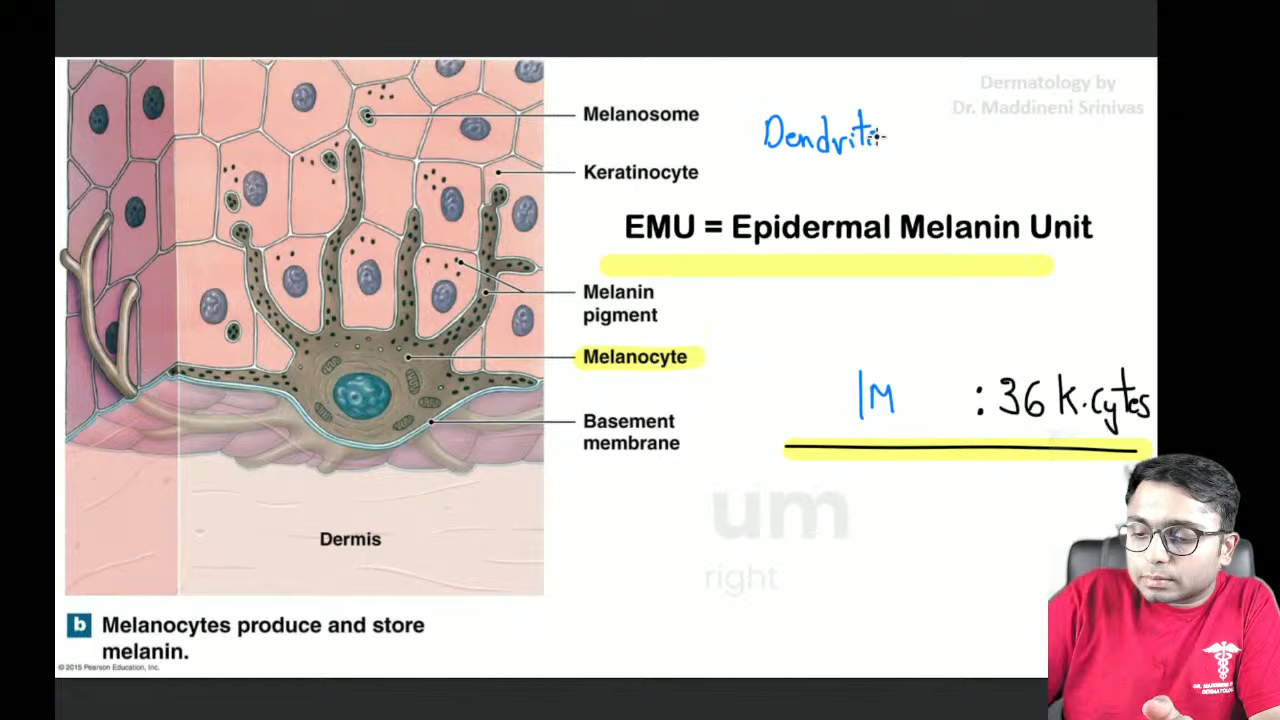 Dermatology by
Dr. Maddineni Srinivas
Melanosome
Dendriti
Keratinocyte
EMU = Epidermal Melanin Unit
Melanin
pigment
Melanocyte
1M : 36 K.cytes
Basement
membrane
um
right
Dermis
b Melanocytes produce and store
melanin.
© 2015 Pearson Education, Inc.